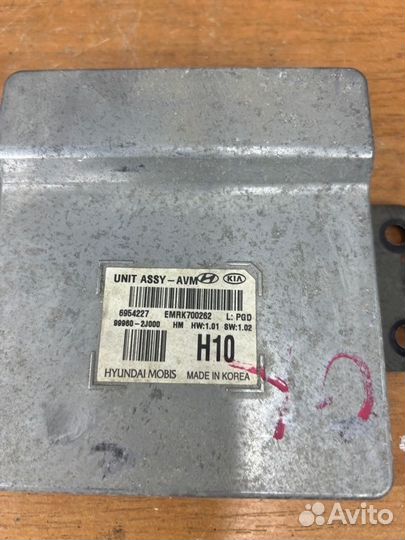 UNIT ASSY-AVM HYUNDAI KIA
6954227 EMRK700262 L: PGD
99960-2J000 HM HW:1.01 SW:1.02
H10
HYUNDAI MOBIS MADE IN KOREA
Avito